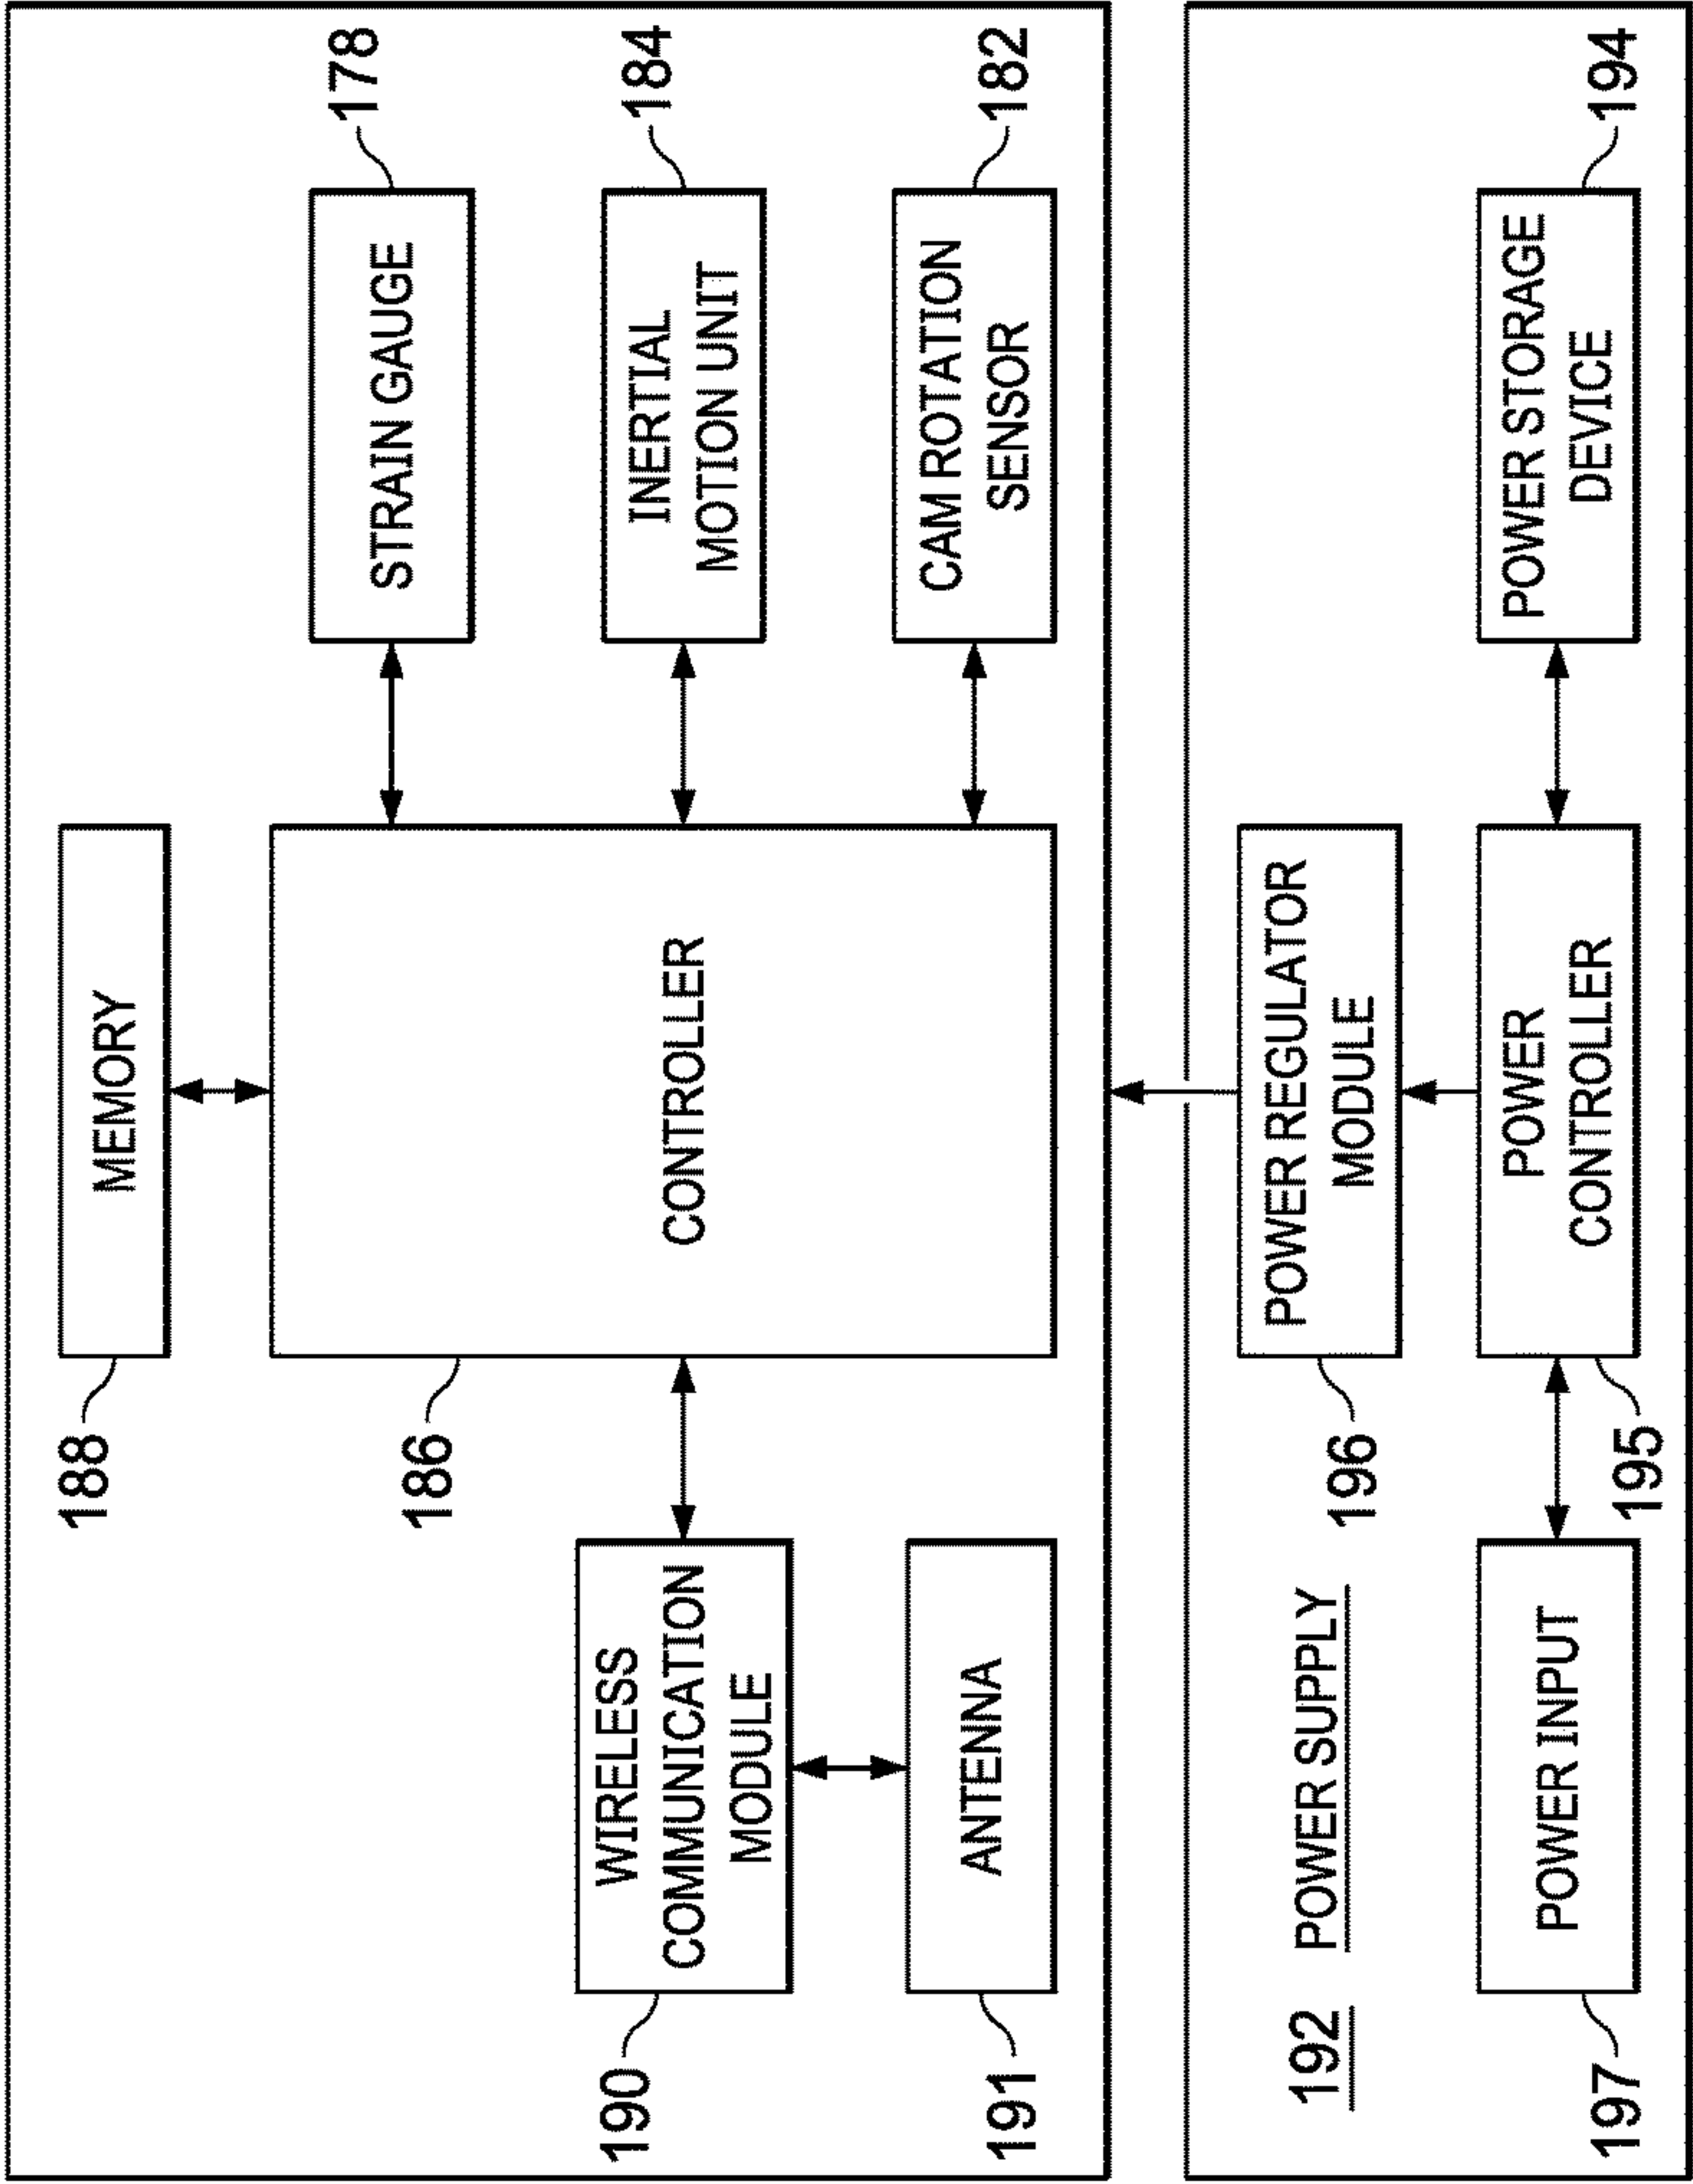 188
MEMORY
178
STRAIN GAUGE
186
CONTROLLER
184
INERTIAL
MOTION UNIT
190
WIRELESS
COMMUNICATION
MODULE
182
CAM ROTATION
SENSOR
191
ANTENNA
192 POWER SUPPLY
196
POWER REGULATOR
MODULE
197
POWER INPUT
195
POWER
CONTROLLER
194
POWER STORAGE
DEVICE